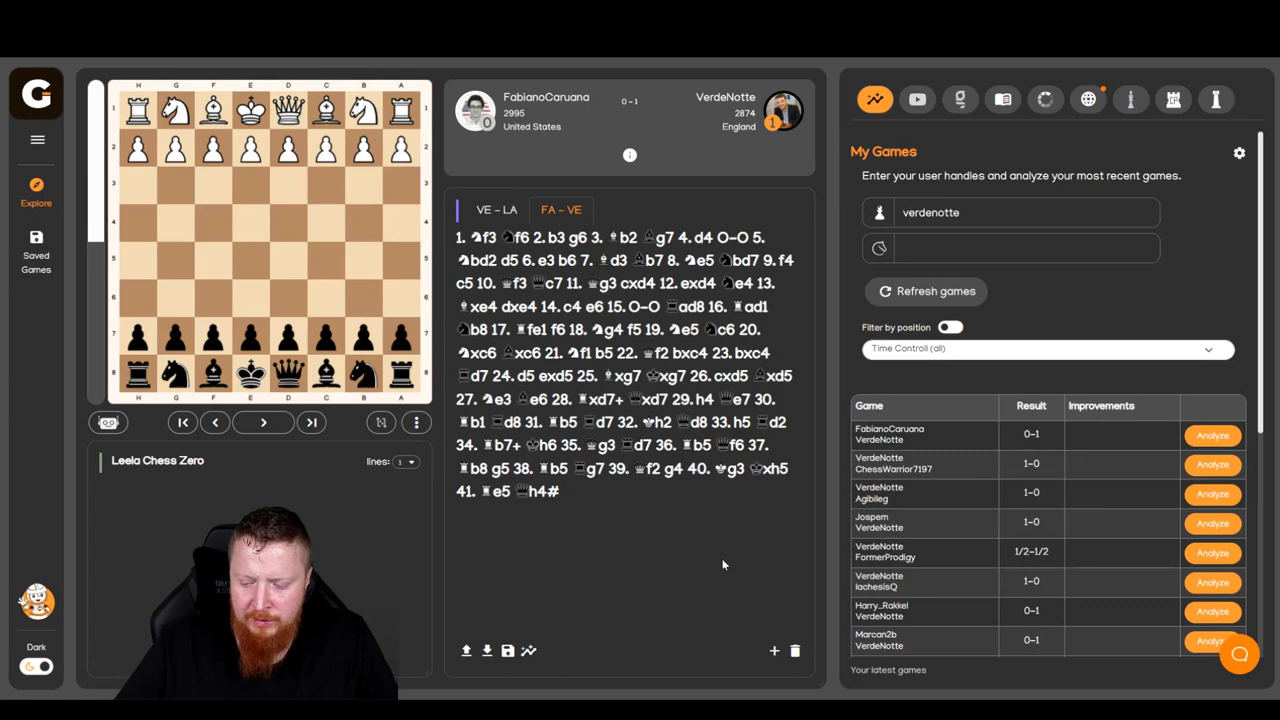 G
Explore
Saved
Games
Dark
H G F E D C B A
1
2
3
4
5
6
7
8
H G F E D C B A
Leela Chess Zero
lines: 1
FabianoCaruana
2995
United States
0
0 - 1
VerdeNotte
2874
England
1
VE – LA
FA – VE
1. ♞f3 ♞f6 2. b3 g6 3. ♝b2 ♝g7 4. d4 O-O 5.
♞bd2 d5 6. e3 b6 7. ♝d3 ♝b7 8. ♞e5 ♞bd7 9. f4
c5 10. ♛f3 ♛c7 11. ♛g3 cxd4 12. exd4 ♞e4 13.
♝xe4 dxe4 14. c4 e6 15. O-O ♜ad8 16. ♜ad1
♞b8 17. ♜fe1 f6 18. ♞g4 f5 19. ♞e5 ♞c6 20.
♞xc6 ♝xc6 21. ♞f1 b5 22. ♛f2 bxc4 23. bxc4
♜d7 24. d5 exd5 25. ♝xg7 ♚xg7 26. cxd5 ♝xd5
27. ♞e3 ♝e6 28. ♜xd7+ ♛xd7 29. h4 ♛e7 30.
♜b1 ♜d8 31. ♜b5 ♜d7 32. ♚h2 ♛d8 33. h5 ♜d2
34. ♜b7+ ♚h6 35. ♛g3 ♜d7 36. ♜b5 ♛f6 37.
♜b8 g5 38. ♜b5 ♜g7 39. ♛f2 g4 40. ♚g3 ♚xh5
41. ♜e5 ♛h4#
My Games
Enter your user handles and analyze your most recent games.
verdenotte
Refresh games
Filter by position
Time Controll (all)
Game Result Improvements
FabianoCaruana
VerdeNotte 0-1 Analyze
VerdeNotte
ChessWarrior7197 1-0 Analyze
VerdeNotte
Agibileg 1-0 Analyze
Jospem
VerdeNotte 1-0 Analyze
VerdeNotte
FormerProdigy 1/2-1/2 Analyze
VerdeNotte
lachesisQ 1-0 Analyze
Harry_Rakkel
VerdeNotte 0-1 Analyze
Marcan2b
VerdeNotte 0-1 Analyze
Your latest games